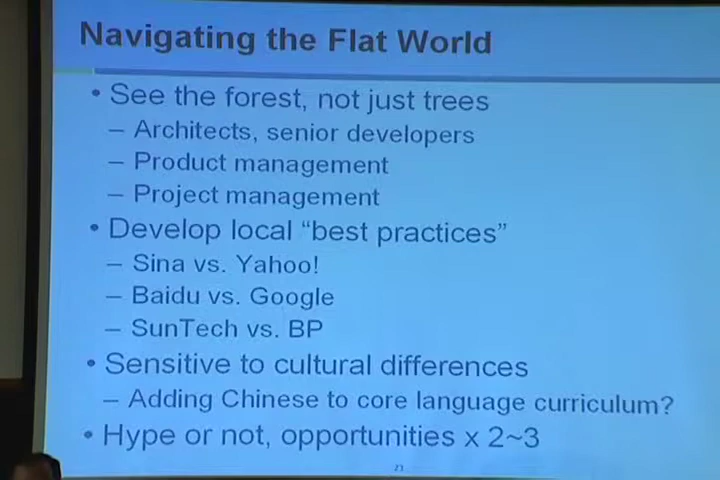 Navigating the Flat World
• See the forest, not just trees
– Architects, senior developers
– Product management
– Project management
• Develop local “best practices”
– Sina vs. Yahoo!
– Baidu vs. Google
– SunTech vs. BP
• Sensitive to cultural differences
– Adding Chinese to core language curriculum?
• Hype or not, opportunities x 2~3